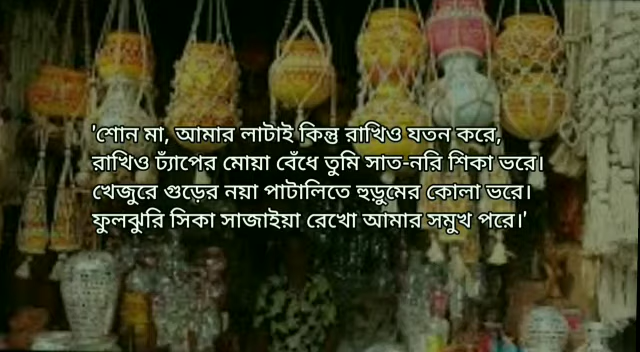 'শোন মা, আমার লাটাই কিন্তু রাখিও যতন করে,
রাখিও ঢ্যাঁপের মোয়া বেঁধে তুমি সাত-নরি শিকা ভরে।
খেজুরে গুড়ের নয়া পাটালিতে হুড়ুমের কোলা ভরে।
ফুলঝুরি সিকা সাজাইয়া রেখো আমার সমুখ পরে।'